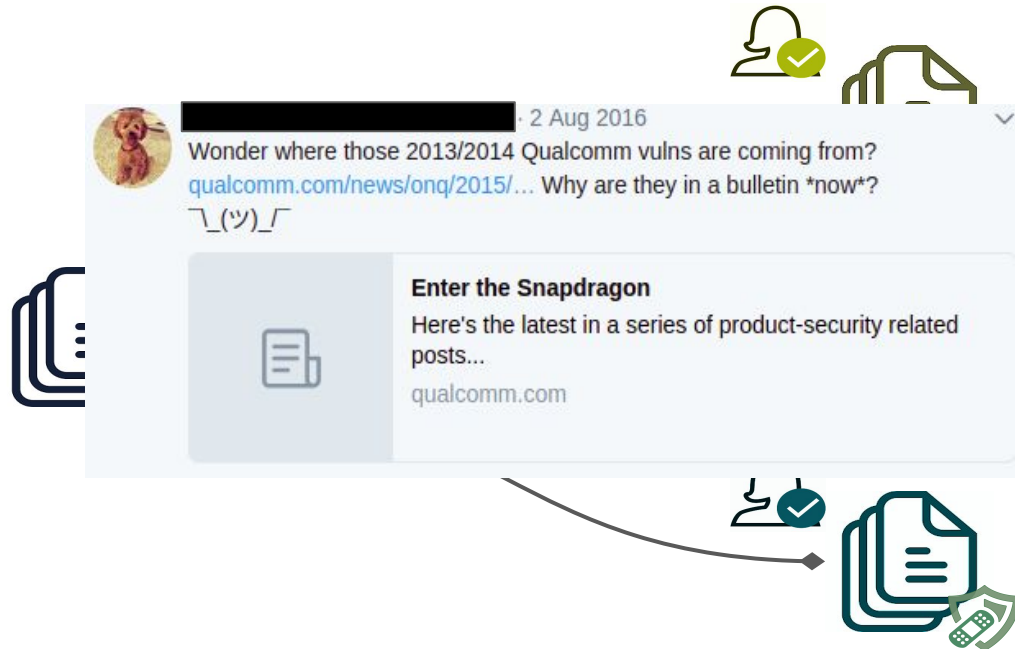 · 2 Aug 2016
Wonder where those 2013/2014 Qualcomm vulns are coming from?
qualcomm.com/news/onq/2015/… Why are they in a bulletin *now*?
¯\_(ツ)_/¯
Enter the Snapdragon
Here's the latest in a series of product-security related
posts...
qualcomm.com